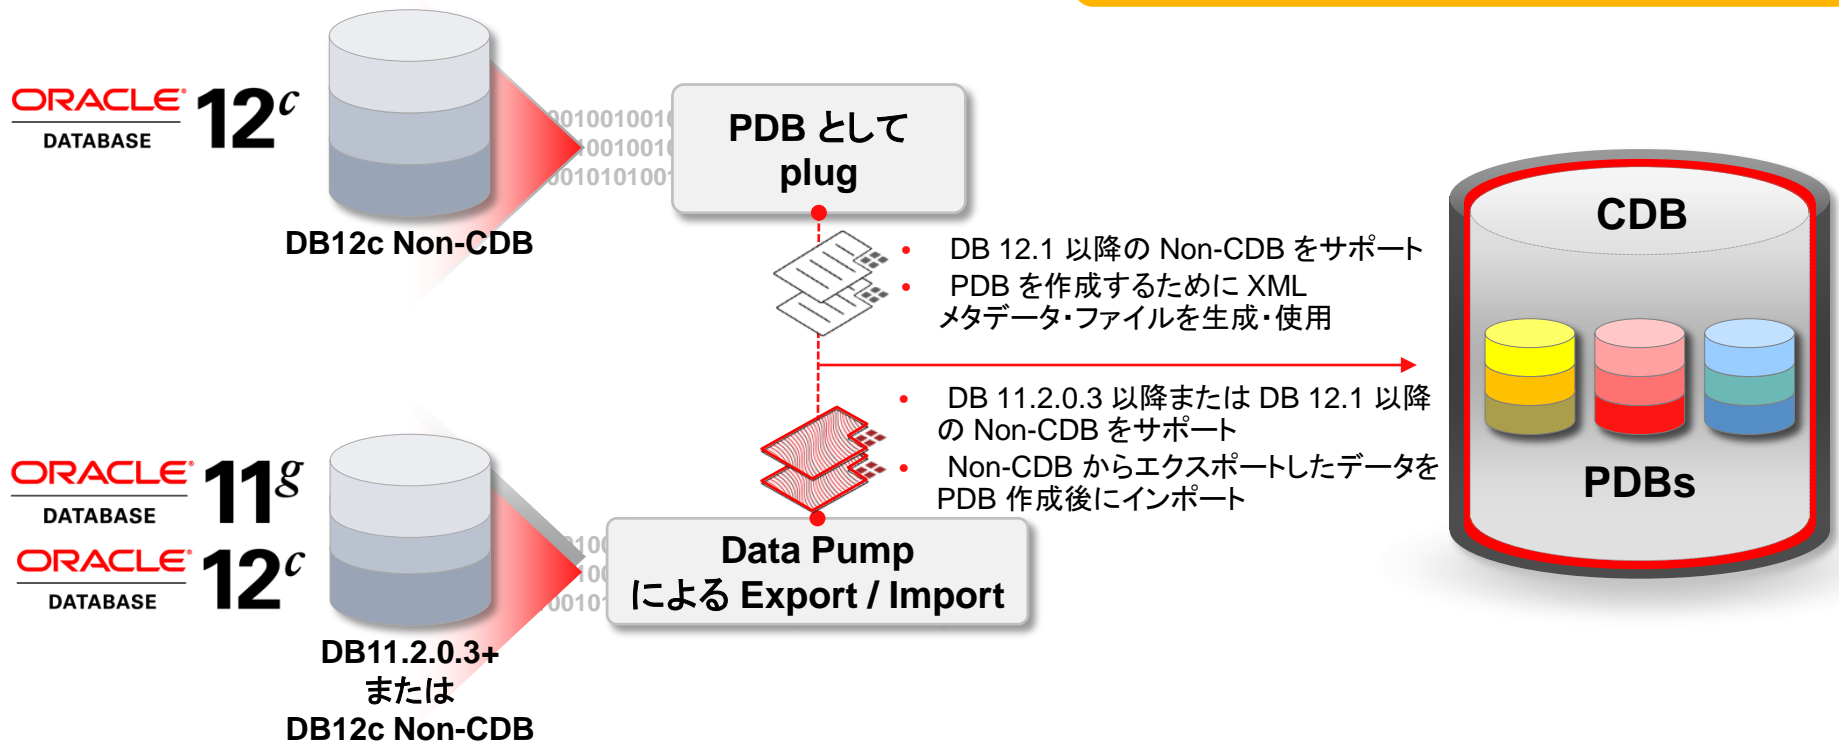 ORACLE
DATABASE
12c
DB12c Non-CDB
PDB として
plug
• DB 12.1 以降の Non-CDB をサポート
• PDB を作成するために XML
メタデータ・ファイルを生成・使用
CDB
PDBs
• DB 11.2.0.3 以降または DB 12.1 以降
の Non-CDB をサポート
• Non-CDB からエクスポートしたデータを
PDB 作成後にインポート
ORACLE
DATABASE
11g
ORACLE
DATABASE
12c
Data Pump
による Export / Import
DB11.2.0.3+
または
DB12c Non-CDB